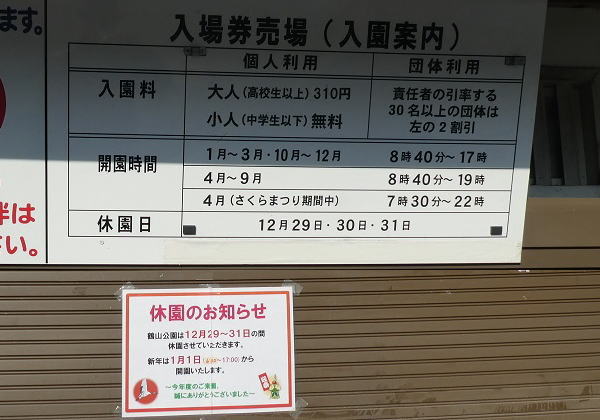 ます。
入場券売場（入園案内）
個人利用 団体利用
入園料 大人（高校生以上）310円 責任者の引率する
小人（中学生以下）無料 30名以上の団体は
左の2割引
開園時間 1月～3月・10月～12月 8時40分～17時
4月～9月 8時40分～19時
4月（さくらまつり期間中） 7時30分～22時
休園日 12月29日・30日・31日
は
さい。
休園のお知らせ
鶴山公園は12月29～31日の間
休園させていただきます。
新年は1月1日（ ～17:00）から
開園いたします。
～今年度のご来園、
誠にありがとうございました～